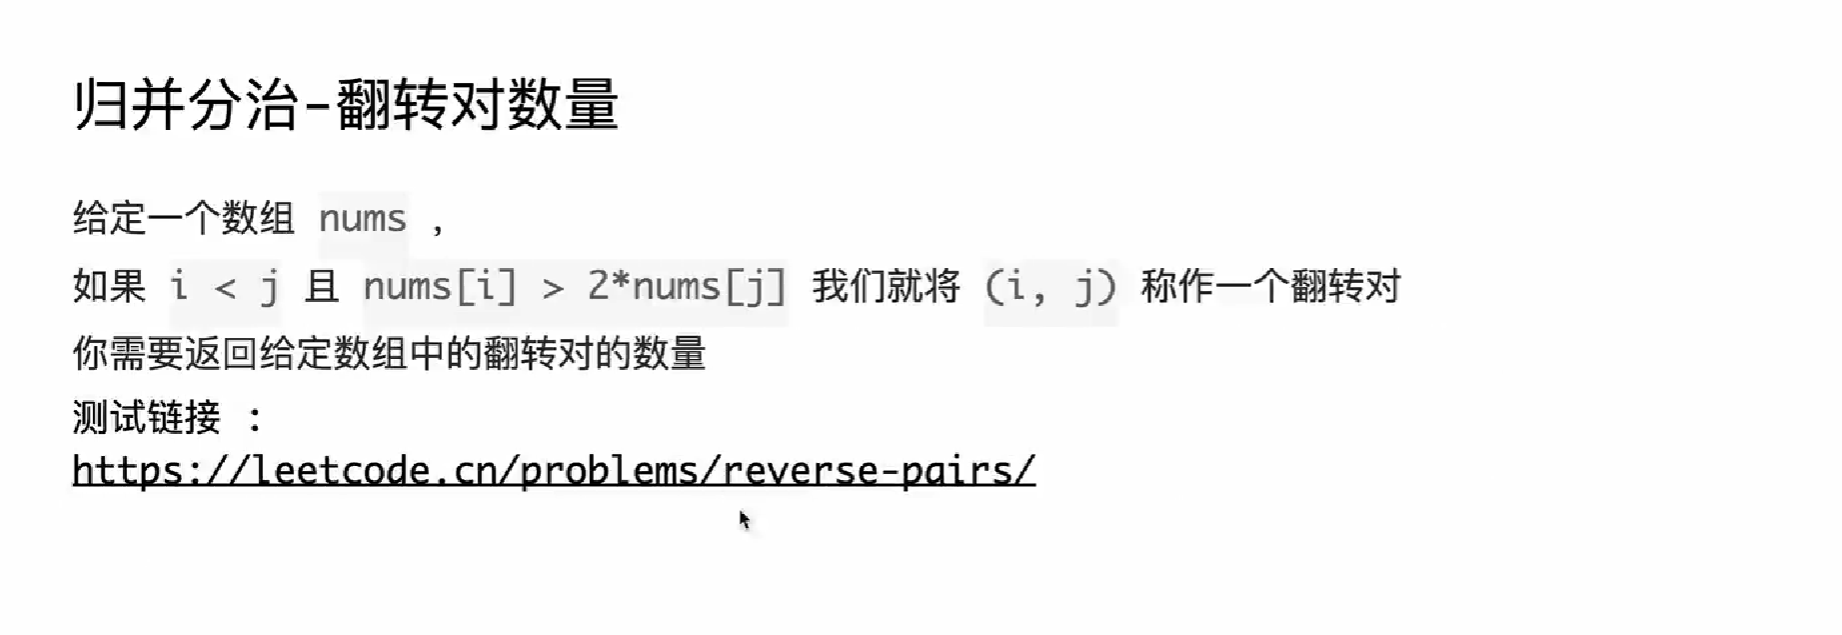 归并分治-翻转对数量
给定一个数组 nums ,
如果 i < j 且 nums[i] > 2*nums[j] 我们就将 (i, j) 称作一个翻转对
你需要返回给定数组中的翻转对的数量
测试链接 :
https://leetcode.cn/problems/reverse-pairs/